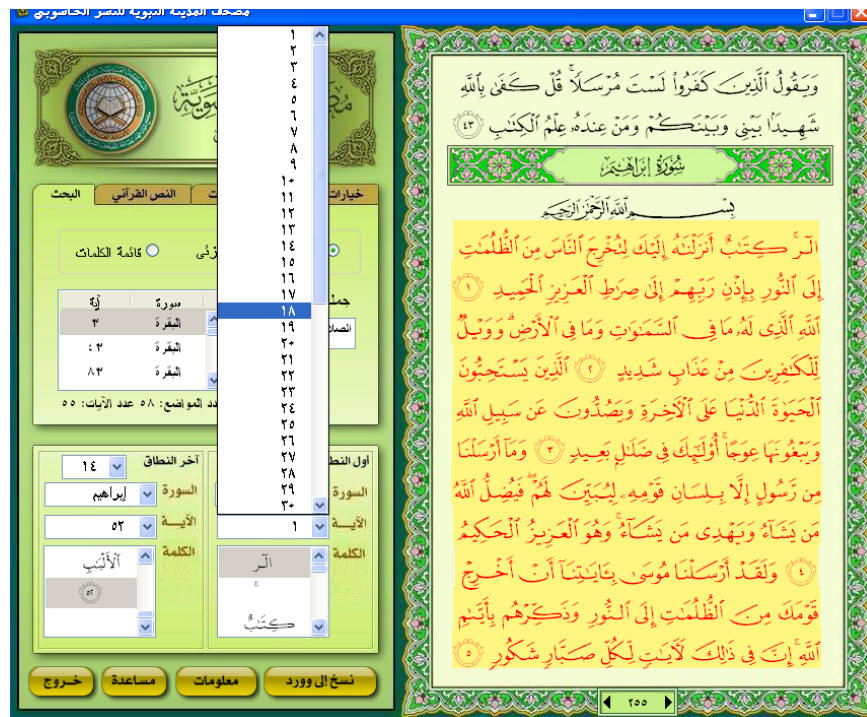 مصحف المدينة النبوية للنشر الحاسوبي
خيارات
النص القرآني
البحث
قائمة الكلمات
سورة
آية
البقرة
٣
البقرة
٤٣
البقرة
٨٣
المواضع: ٥٨ عدد الآيات: ٥٥
١
٢
٣
٤
٥
٦
٧
٨
٩
١٠
١١
١٢
١٣
١٤
١٥
١٦
١٧
١٨
١٩
٢٠
٢١
٢٢
٢٣
٢٤
٢٥
٢٦
٢٧
٢٨
٢٩
٣٠
أول النطا
السورة
الآيــة
١
الكلمة
الٓر
ۚ
كِتَٰبٌ
آخر النطاق
١٤
السورة
إبراهيم
الآيــة
٥٢
الكلمة
ٱلْأَلْبَٰبِ
٥٢
نسخ إلى وورد
معلومات
مساعدة
خـروج
وَيَقُولُ ٱلَّذِينَ كَفَرُوا۟ لَسْتَ مُرْسَلًا ۚ قُلْ كَفَىٰ بِٱللَّهِ
شَهِيدًۢا بَيْنِى وَبَيْنَكُمْ وَمَنْ عِندَهُۥ عِلْمُ ٱلْكِتَٰبِ ٤٣
سُورَةُ إِبْرَاهِيمَ
بِسْمِ ٱللَّهِ ٱلرَّحْمَٰنِ ٱلرَّحِيمِ
الٓر ۚ كِتَٰبٌ أَنزَلْنَٰهُ إِلَيْكَ لِتُخْرِجَ ٱلنَّاسَ مِنَ ٱلظُّلُمَٰتِ
إِلَى ٱلنُّورِ بِإِذْنِ رَبِّهِمْ إِلَىٰ صِرَٰطِ ٱلْعَزِيزِ ٱلْحَمِيدِ ١
ٱللَّهِ ٱلَّذِى لَهُۥ مَا فِى ٱلسَّمَٰوَٰتِ وَمَا فِى ٱلْأَرْضِ ۗ وَوَيْلٌ
لِّلْكَٰفِرِينَ مِنْ عَذَابٍ شَدِيدٍ ٢ ٱلَّذِينَ يَسْتَحِبُّونَ
ٱلْحَيَوٰةَ ٱلدُّنْيَا عَلَى ٱلْءَاخِرَةِ وَيَصُدُّونَ عَن سَبِيلِ ٱللَّهِ
وَيَبْغُونَهَا عِوَجًا ۚ أُو۟لَٰٓئِكَ فِى ضَلَٰلٍۭ بَعِيدٍ ٣ وَمَآ أَرْسَلْنَا
مِن رَّسُولٍ إِلَّا بِلِسَانِ قَوْمِهِۦ لِيُبَيِّنَ لَهُمْ ۖ فَيُضِلُّ ٱللَّهُ
مَن يَشَآءُ وَيَهْدِى مَن يَشَآءُ ۚ وَهُوَ ٱلْعَزِيزُ ٱلْحَكِيمُ
٤ وَلَقَدْ أَرْسَلْنَا مُوسَىٰ بِـَٔايَٰتِنَآ أَنْ أَخْرِجْ
قَوْمَكَ مِنَ ٱلظُّلُمَٰتِ إِلَى ٱلنُّورِ وَذَكِّرْهُم بِأَيَّىٰمِ
ٱللَّهِ ۚ إِنَّ فِى ذَٰلِكَ لَءَايَٰتٍ لِّكُلِّ صَبَّارٍ شَكُورٍ ٥
٢٥٥